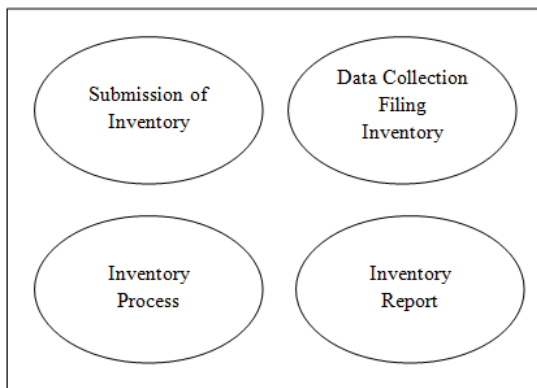 Submission of
Inventory
Data Collection
Filing
Inventory
Inventory
Process
Inventory
Report